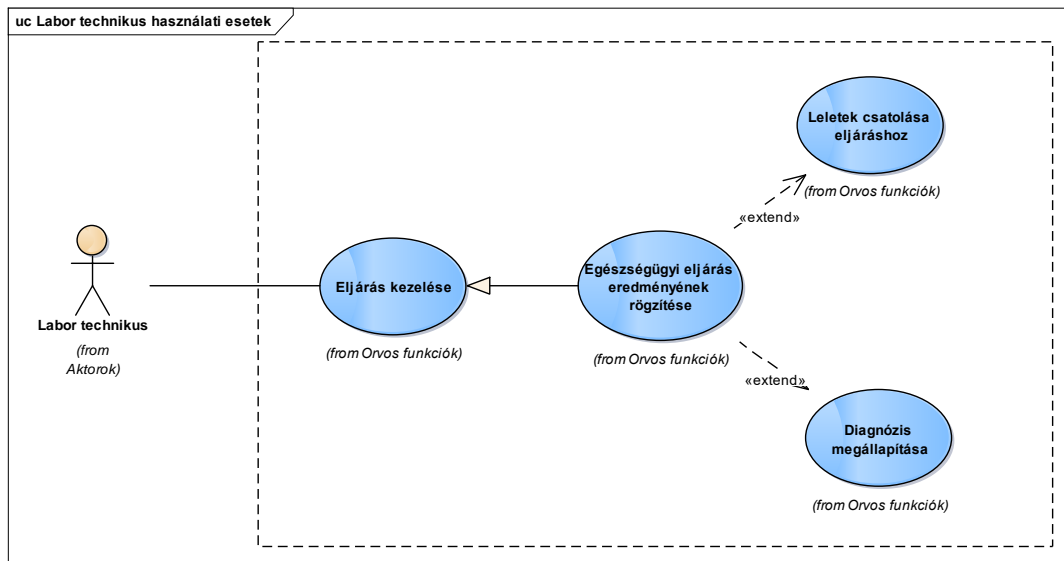 uc Labor technikus használati esetek
Leletek csatolása
eljáráshoz
(from Orvos funkciók)
«extend»
Labor technikus
(from
Aktorok)
Eljárás kezelése
(from Orvos funkciók)
Egészségügyi eljárás
eredményének
rögzítése
(from Orvos funkciók)
«extend»
Diagnózis
megállapítása
(from Orvos funkciók)